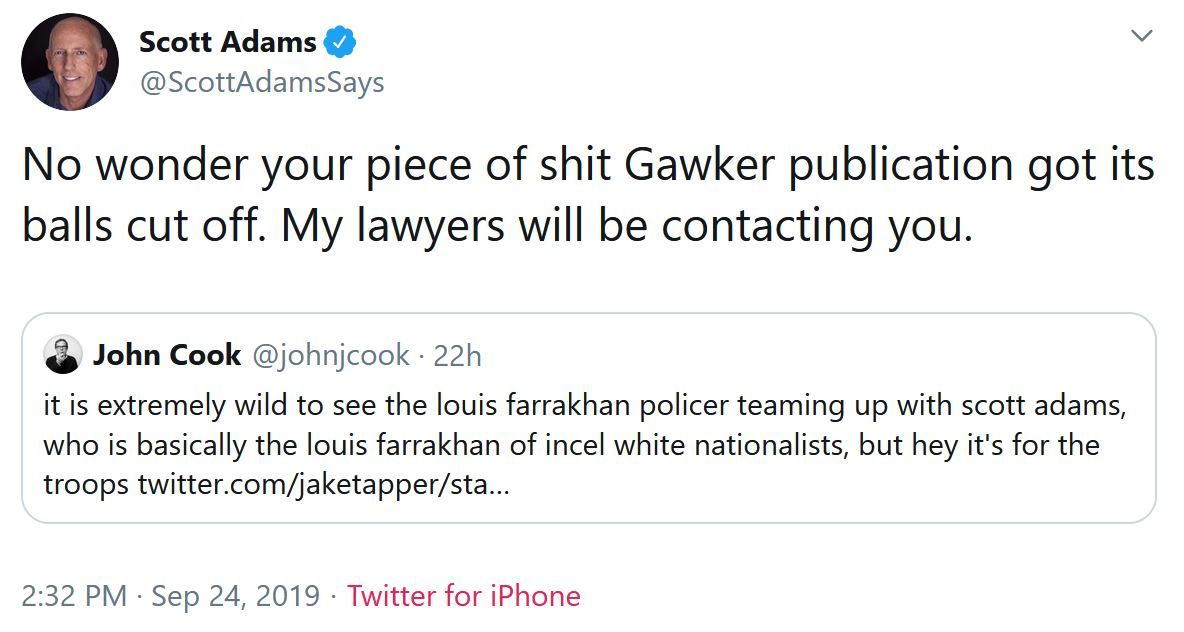 Scott Adams
@ScottAdamsSays
No wonder your piece of shit Gawker publication got its
balls cut off. My lawyers will be contacting you.
John Cook @johnjcook · 22h
it is extremely wild to see the louis farrakhan policer teaming up with scott adams,
who is basically the louis farrakhan of incel white nationalists, but hey it's for the
troops twitter.com/jaketapper/sta...
2:32 PM · Sep 24, 2019 · Twitter for iPhone